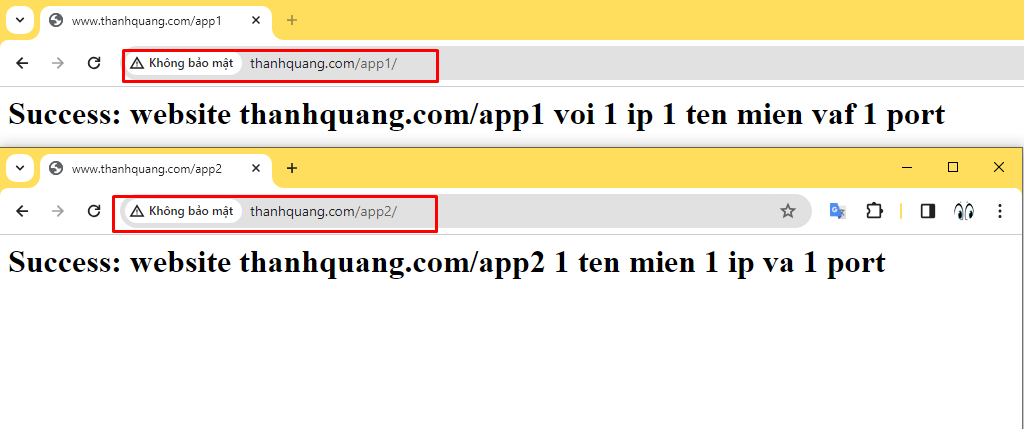 www.thanhquang.com/app1
Không bảo mật thanhquang.com/app1/
Success: website thanhquang.com/app1 voi 1 ip 1 ten mien vaf 1 port
www.thanhquang.com/app2
Không bảo mật thanhquang.com/app2/
Success: website thanhquang.com/app2 1 ten mien 1 ip va 1 port